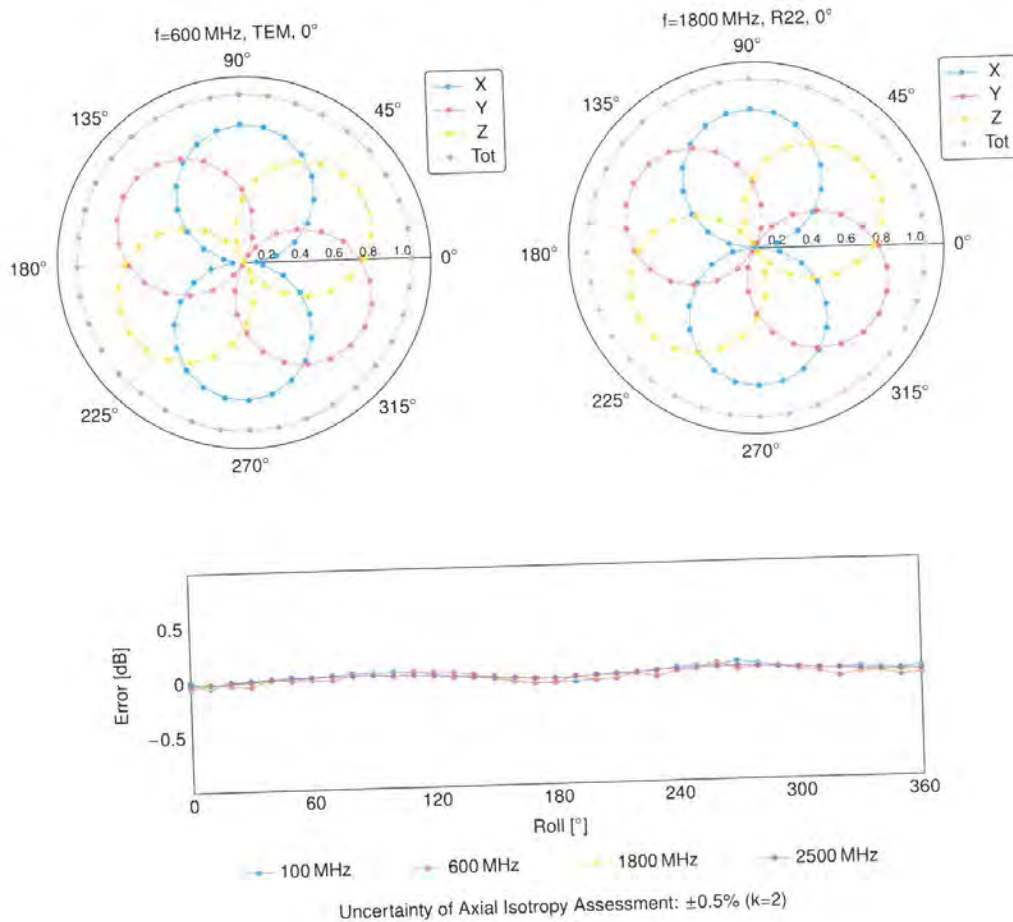 f=600 MHz, TEM, 0°
90°
45°
135°
X
Y
Z
Tot
180°
0.2 0.4 0.6 0.8 1.0
0°
225°
315°
270°
f=1800 MHz, R22, 0°
90°
45°
135°
X
Y
Z
Tot
180°
0.2 0.4 0.6 0.8 1.0
0°
225°
315°
270°
Error [dB]
0.5
0
−0.5
0 60 120 180 240 300 360
Roll [°]
100 MHz 600 MHz 1800 MHz 2500 MHz
Uncertainty of Axial Isotropy Assessment: ±0.5% (k=2)